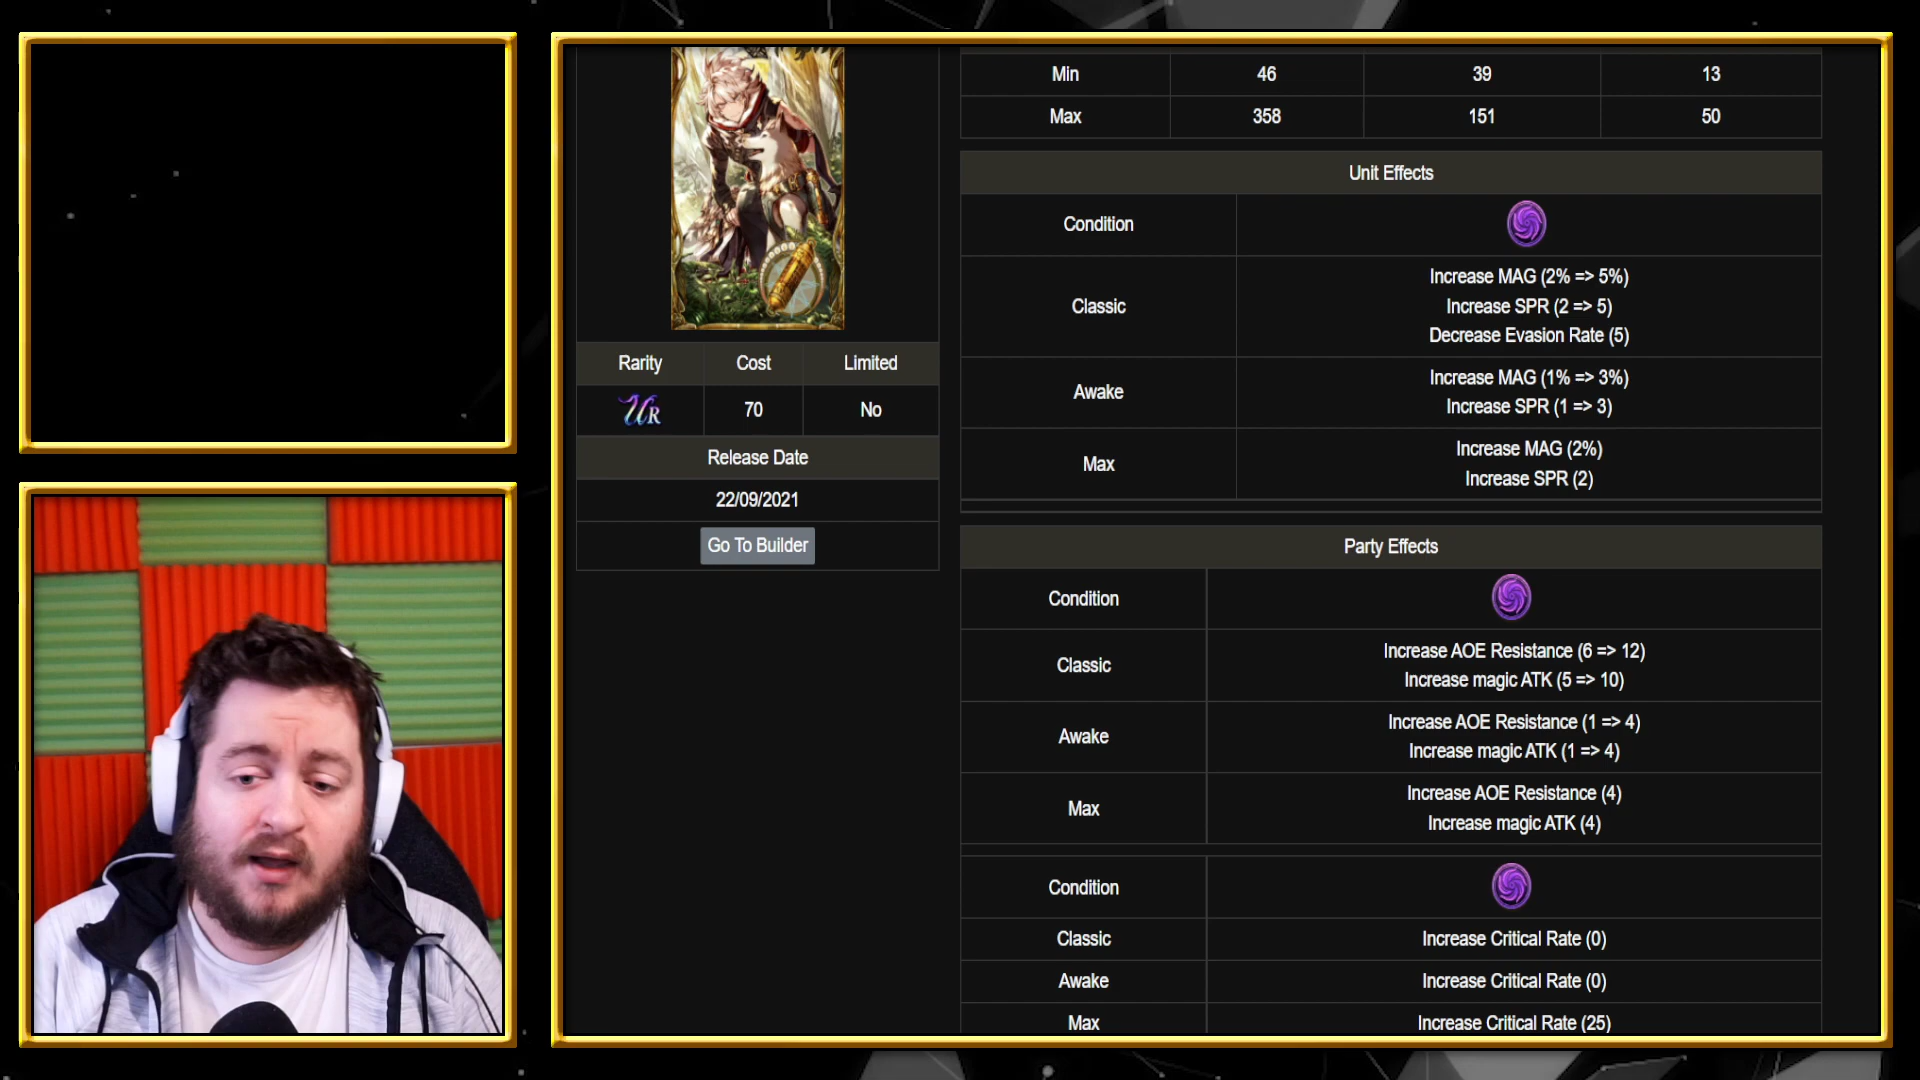 Min 46 39 13
Max 358 151 50
Unit Effects
Condition
Classic
Increase MAG (2% => 5%)
Increase SPR (2 => 5)
Decrease Evasion Rate (5)
Awake
Increase MAG (1% => 3%)
Increase SPR (1 => 3)
Max
Increase MAG (2%)
Increase SPR (2)
Rarity Cost Limited
UR 70 No
Release Date
22/09/2021
Go To Builder
Party Effects
Condition
Classic
Increase AOE Resistance (6 => 12)
Increase magic ATK (5 => 10)
Awake
Increase AOE Resistance (1 => 4)
Increase magic ATK (1 => 4)
Max
Increase AOE Resistance (4)
Increase magic ATK (4)
Condition
Classic Increase Critical Rate (0)
Awake Increase Critical Rate (0)
Max Increase Critical Rate (25)